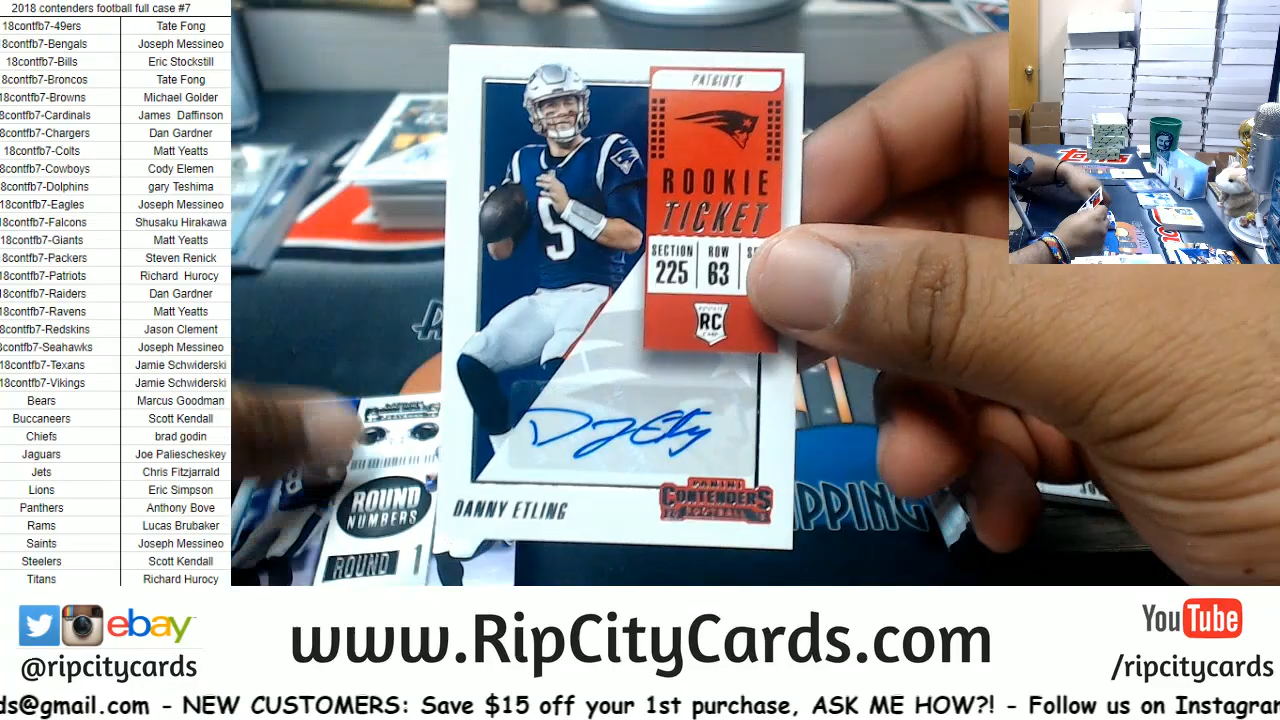 2018 contenders football full case #7
18contfb7-49ers Tate Fong
8contfb7-Bengals Joseph Messineo
18contfb7-Bills Eric Stockstill
8contfb7-Broncos Tate Fong
8contfb7-Browns Michael Golder
8contfb7-Cardinals James Daffinson
8contfb7-Chargers Dan Gardner
18contfb7-Colts Matt Yeatts
8contfb7-Cowboys Cody Elemen
8contfb7-Dolphins gary Teshima
18contfb7-Eagles Joseph Messineo
8contfb7-Falcons Shusaku Hirakawa
18contfb7-Giants Matt Yeatts
8contfb7-Packers Steven Renick
8contfb7-Patriots Richard Hurocy
18contfb7-Raiders Dan Gardner
18contfb7-Ravens Matt Yeatts
8contfb7-Redskins Jason Clement
contfb7-Seahawks Joseph Messineo
18contfb7-Texans Jamie Schwiderski
18contfb7-Vikings Jamie Schwiderski
Bears Marcus Goodman
Buccaneers Scott Kendall
Chiefs brad godin
Jaguars Joe Paliescheskey
Jets Chris Fitzjarrald
Lions Eric Simpson
Panthers Anthony Bove
Rams Lucas Brubaker
Saints Joseph Messineo
Steelers Scott Kendall
Titans Richard Hurocy
PATRIOTS
ROOKIE
TICKET
SECTION ROW
225 63
RC
5
DANNY ETLING
PANINI
CONTENDERS
FOOTBALL
ROUND
NUMBERS
ROUND 1
IPPING
ebay
@ripcitycards
www.RipCityCards.com
YouTube
/ripcitycards
ds@gmail.com - NEW CUSTOMERS: Save $15 off your 1st purchase, ASK ME HOW?! - Follow us on Instagra